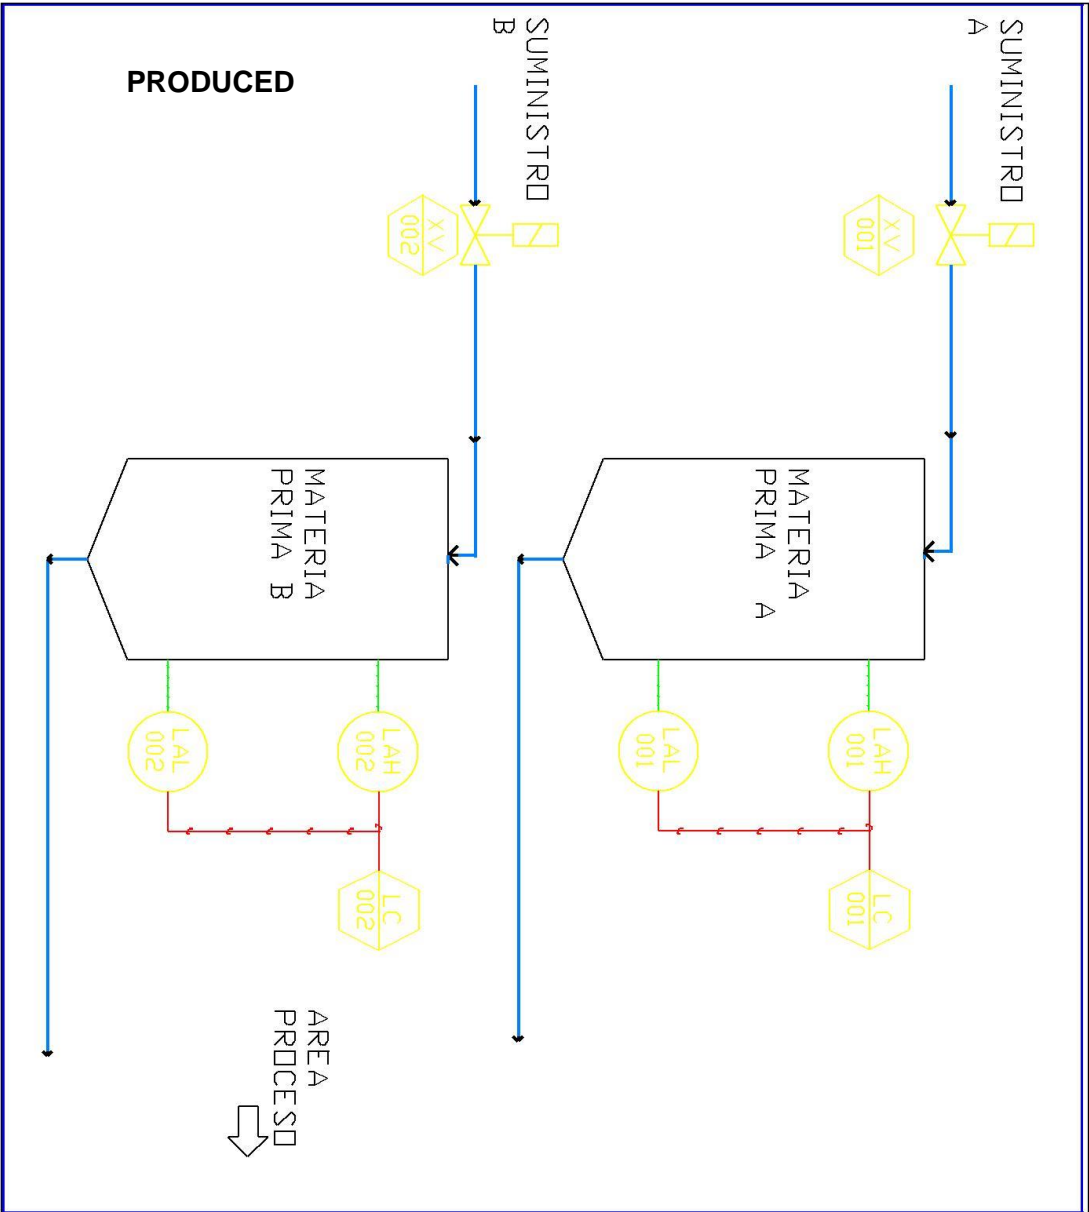 PRODUCED
SUMINISTRO
A
XV
001
MATERIA
PRIMA A
LAH
001
LAL
001
LC
001
SUMINISTRO
B
XV
002
MATERIA
PRIMA B
LAH
002
LAL
002
LC
002
AREA
PROCESO